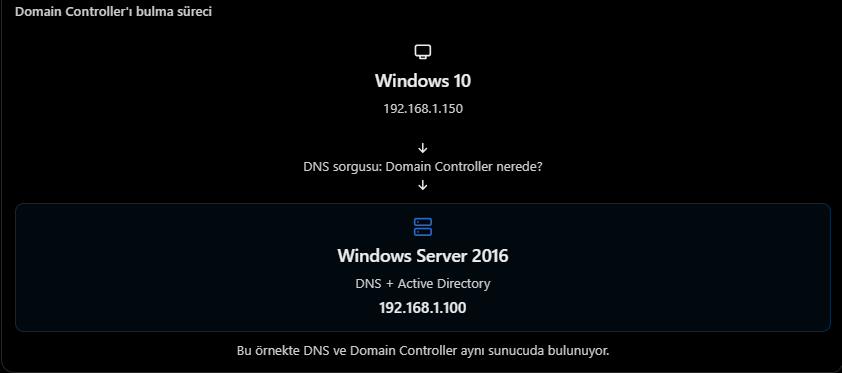 Domain Controller'ı bulma süreci
Windows 10
192.168.1.150
↓
DNS sorgusu: Domain Controller nerede?
↓
Windows Server 2016
DNS + Active Directory
192.168.1.100
Bu örnekte DNS ve Domain Controller aynı sunucuda bulunuyor.